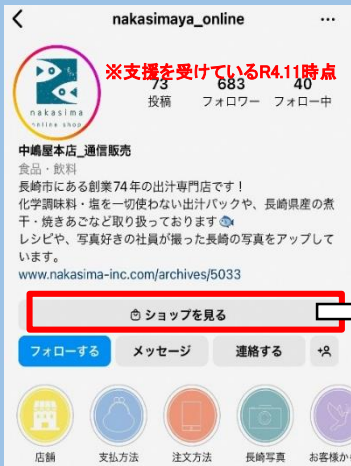 nakasimaya_online
※支援を受けているR4.11時点
73 683 40
投稿 フォロワー フォロー中
nakasima
online shop
中嶋屋本店_通信販売
食品・飲料
長崎市にある創業74年の出汁専門店です！
化学調味料・塩を一切使わない出汁パックや、長崎県産の煮
干・焼きあごなど取り扱っております🐟
レシピや、写真好きの社員が撮った長崎の写真をアップして
います。
www.nakasima-inc.com/archives/5033
ショップを見る
フォローする メッセージ 連絡する
店舗 支払方法 注文方法 長崎写真 お客様か